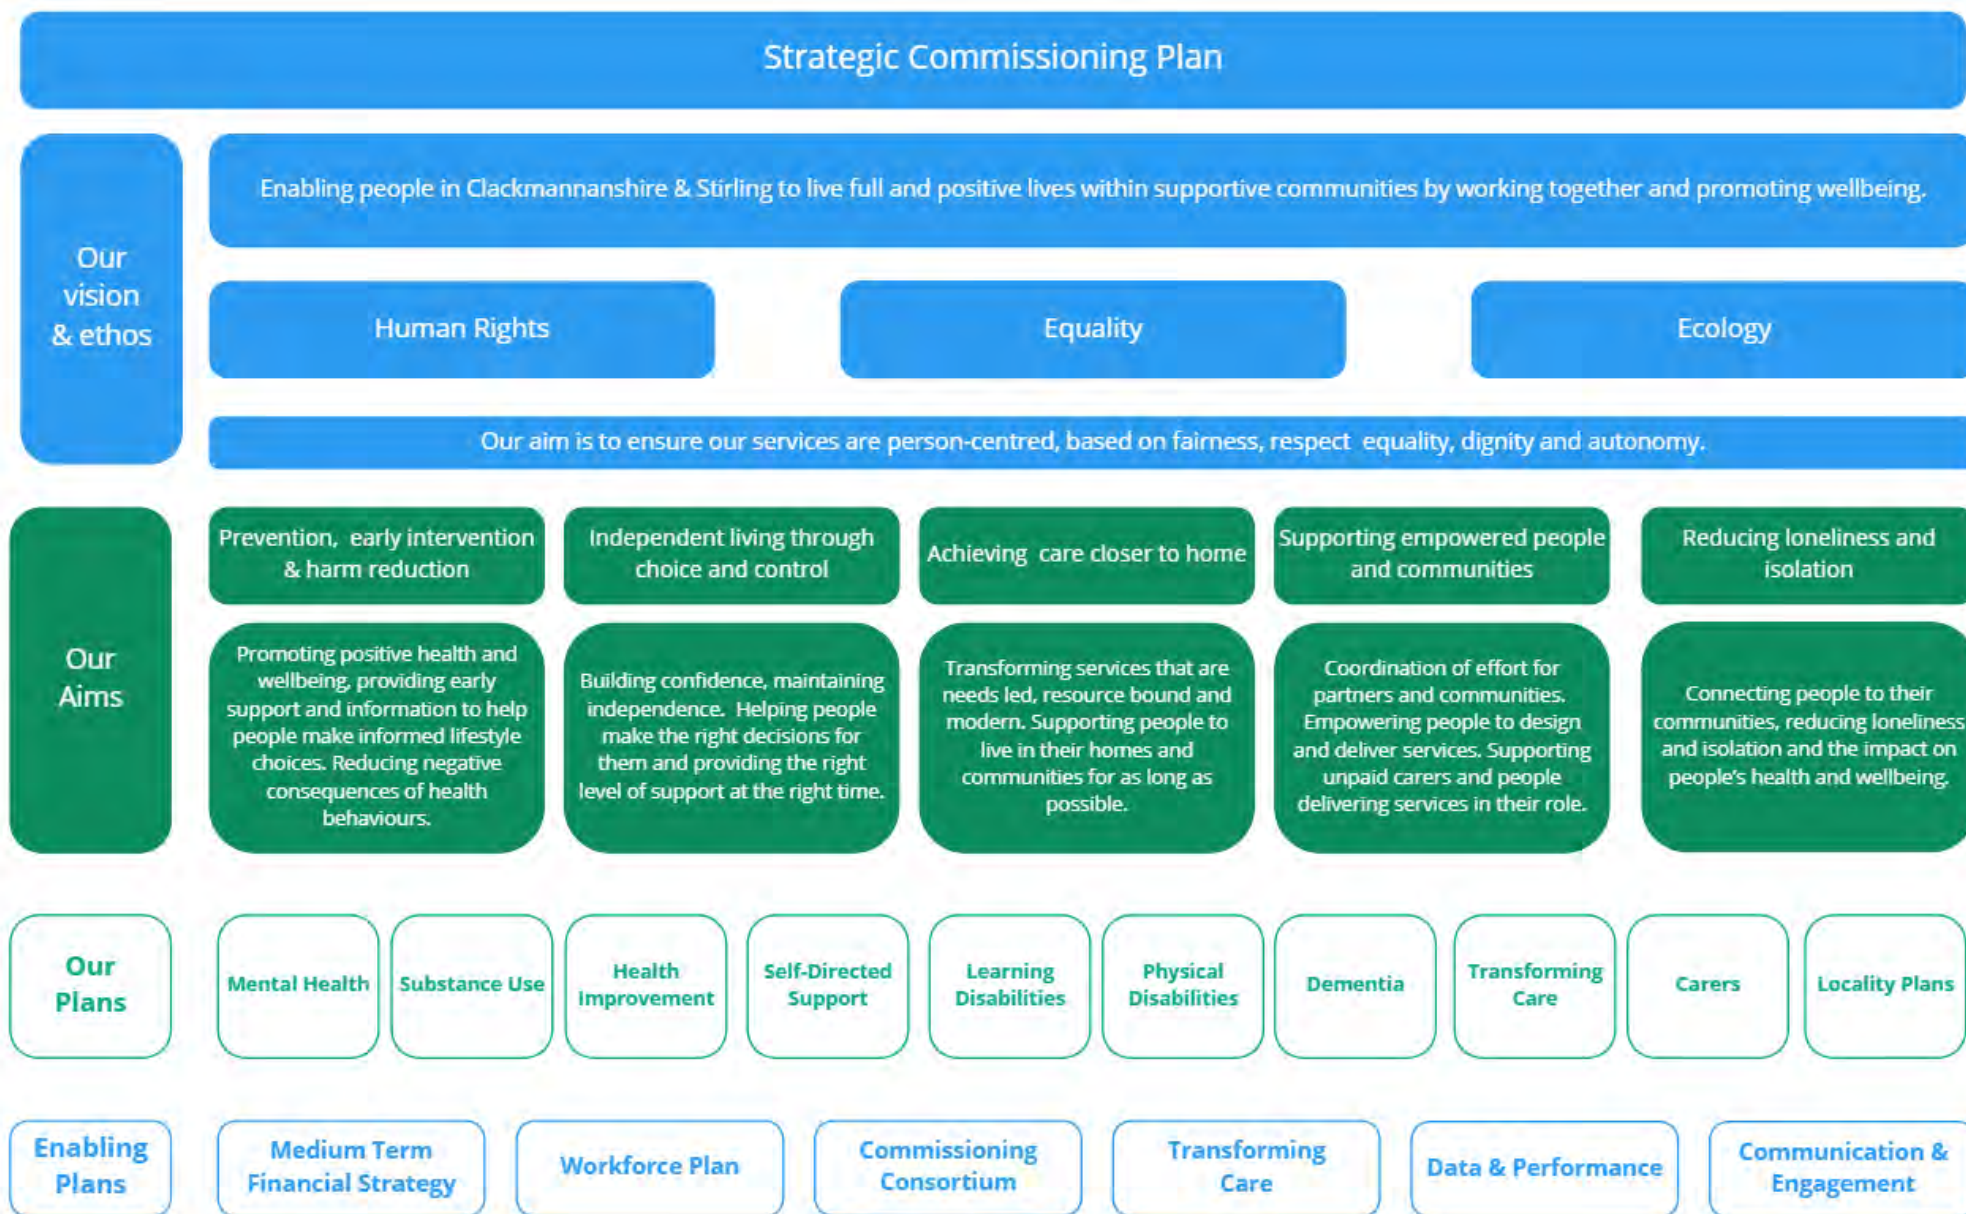 Strategic Commissioning Plan
Our
vision
& ethos
Enabling people in Clackmannanshire & Stirling to live full and positive lives within supportive communities by working together and promoting wellbeing.
Human Rights
Equality
Ecology
Our aim is to ensure our services are person-centred, based on fairness, respect  equality, dignity and autonomy.
Our
Aims
Prevention,  early intervention
& harm reduction
Promoting positive health and
wellbeing, providing early
support and information to help
people make informed lifestyle
choices. Reducing negative
consequences of health
behaviours.
Independent living through
choice and control
Building confidence, maintaining
independence.  Helping people
make the right decisions for
them and providing the right
level of support at the right time.
Achieving  care closer to home
Transforming services that are
needs led, resource bound and
modern. Supporting people to
live in their homes and
communities for as long as
possible.
Supporting empowered people
and communities
Coordination of effort for
partners and communities.
Empowering people to design
and deliver services. Supporting
unpaid carers and people
delivering services in their role.
Reducing loneliness and
isolation
Connecting people to their
communities, reducing loneliness
and isolation and the impact on
people's health and wellbeing.
Our
Plans
Mental Health
Substance Use
Health
Improvement
Self-Directed
Support
Learning
Disabilities
Physical
Disabilities
Dementia
Transforming
Care
Carers
Locality Plans
Enabling
Plans
Medium Term
Financial Strategy
Workforce Plan
Commissioning
Consortium
Transforming
Care
Data & Performance
Communication &
Engagement